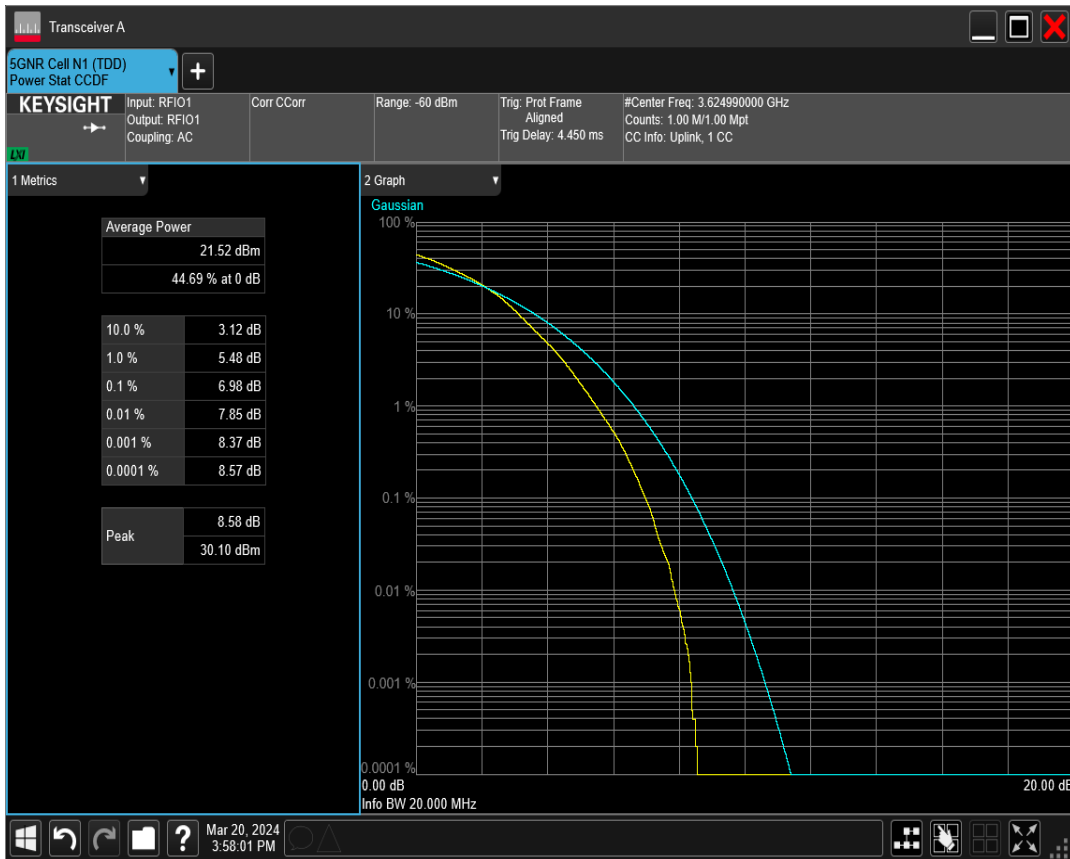 Transceiver A
5GNR Cell N1 (TDD)
Power Stat CCDF
+
KEYSIGHT
LXI
Input: RFIO1
Output: RFIO1
Coupling: AC
Corr CCorr
Range: -60 dBm
Trig: Prot Frame
Aligned
Trig Delay: 4.450 ms
#Center Freq: 3.624990000 GHz
Counts: 1.00 M/1.00 Mpt
CC Info: Uplink, 1 CC
1 Metrics
Average Power
21.52 dBm
44.69 % at 0 dB
10.0 % 3.12 dB
1.0 % 5.48 dB
0.1 % 6.98 dB
0.01 % 7.85 dB
0.001 % 8.37 dB
0.0001 % 8.57 dB
Peak
8.58 dB
30.10 dBm
2 Graph
Gaussian
100 %
10 %
1 %
0.1 %
0.01 %
0.001 %
0.0001 %
0.00 dB 20.00 dB
Info BW 20.000 MHz
?
Mar 20, 2024
3:58:01 PM